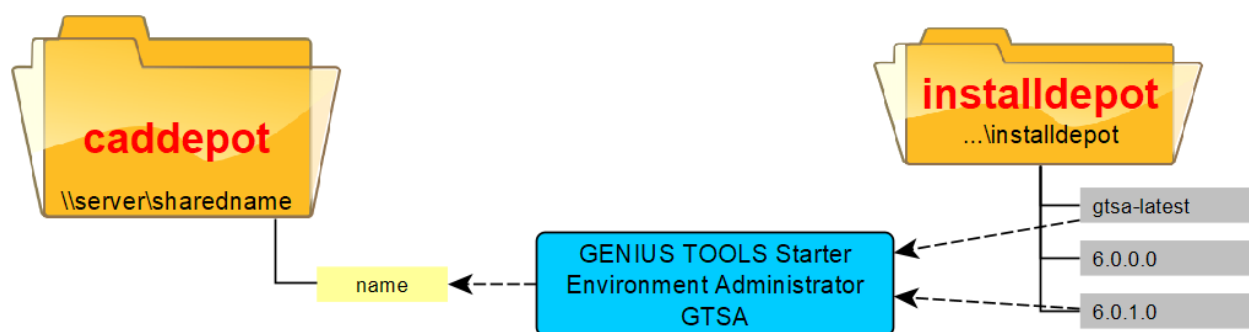 caddepot
\\server\sharedname
name
GENIUS TOOLS Starter
Environment Administrator
GTSA
installdepot
...\installdepot
gtsa-latest
6.0.0.0
6.0.1.0